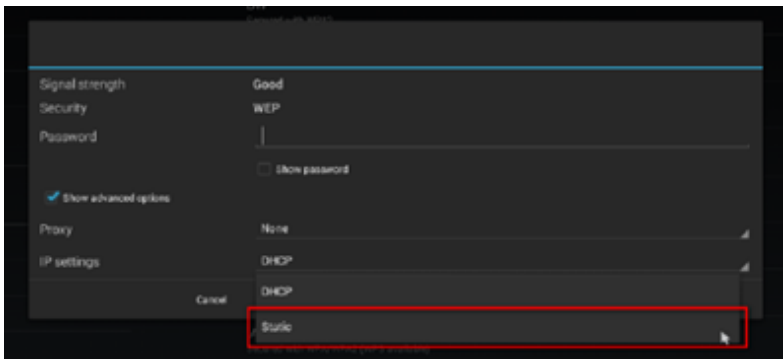 Signal strength Good
Security WEP
Password
Show password
Show advanced options
Proxy None
IP settings DHCP
DHCP
Cancel
Static